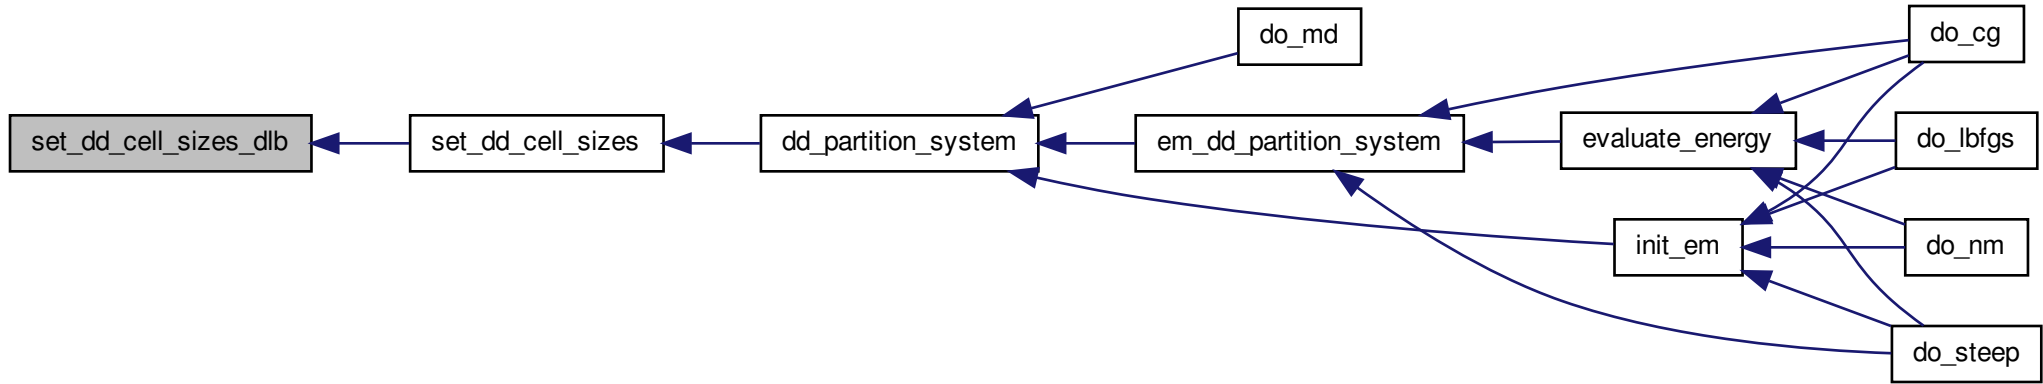 set_dd_cell_sizes_dlb
set_dd_cell_sizes
dd_partition_system
do_md
em_dd_partition_system
evaluate_energy
init_em
do_cg
do_lbfgs
do_nm
do_steep